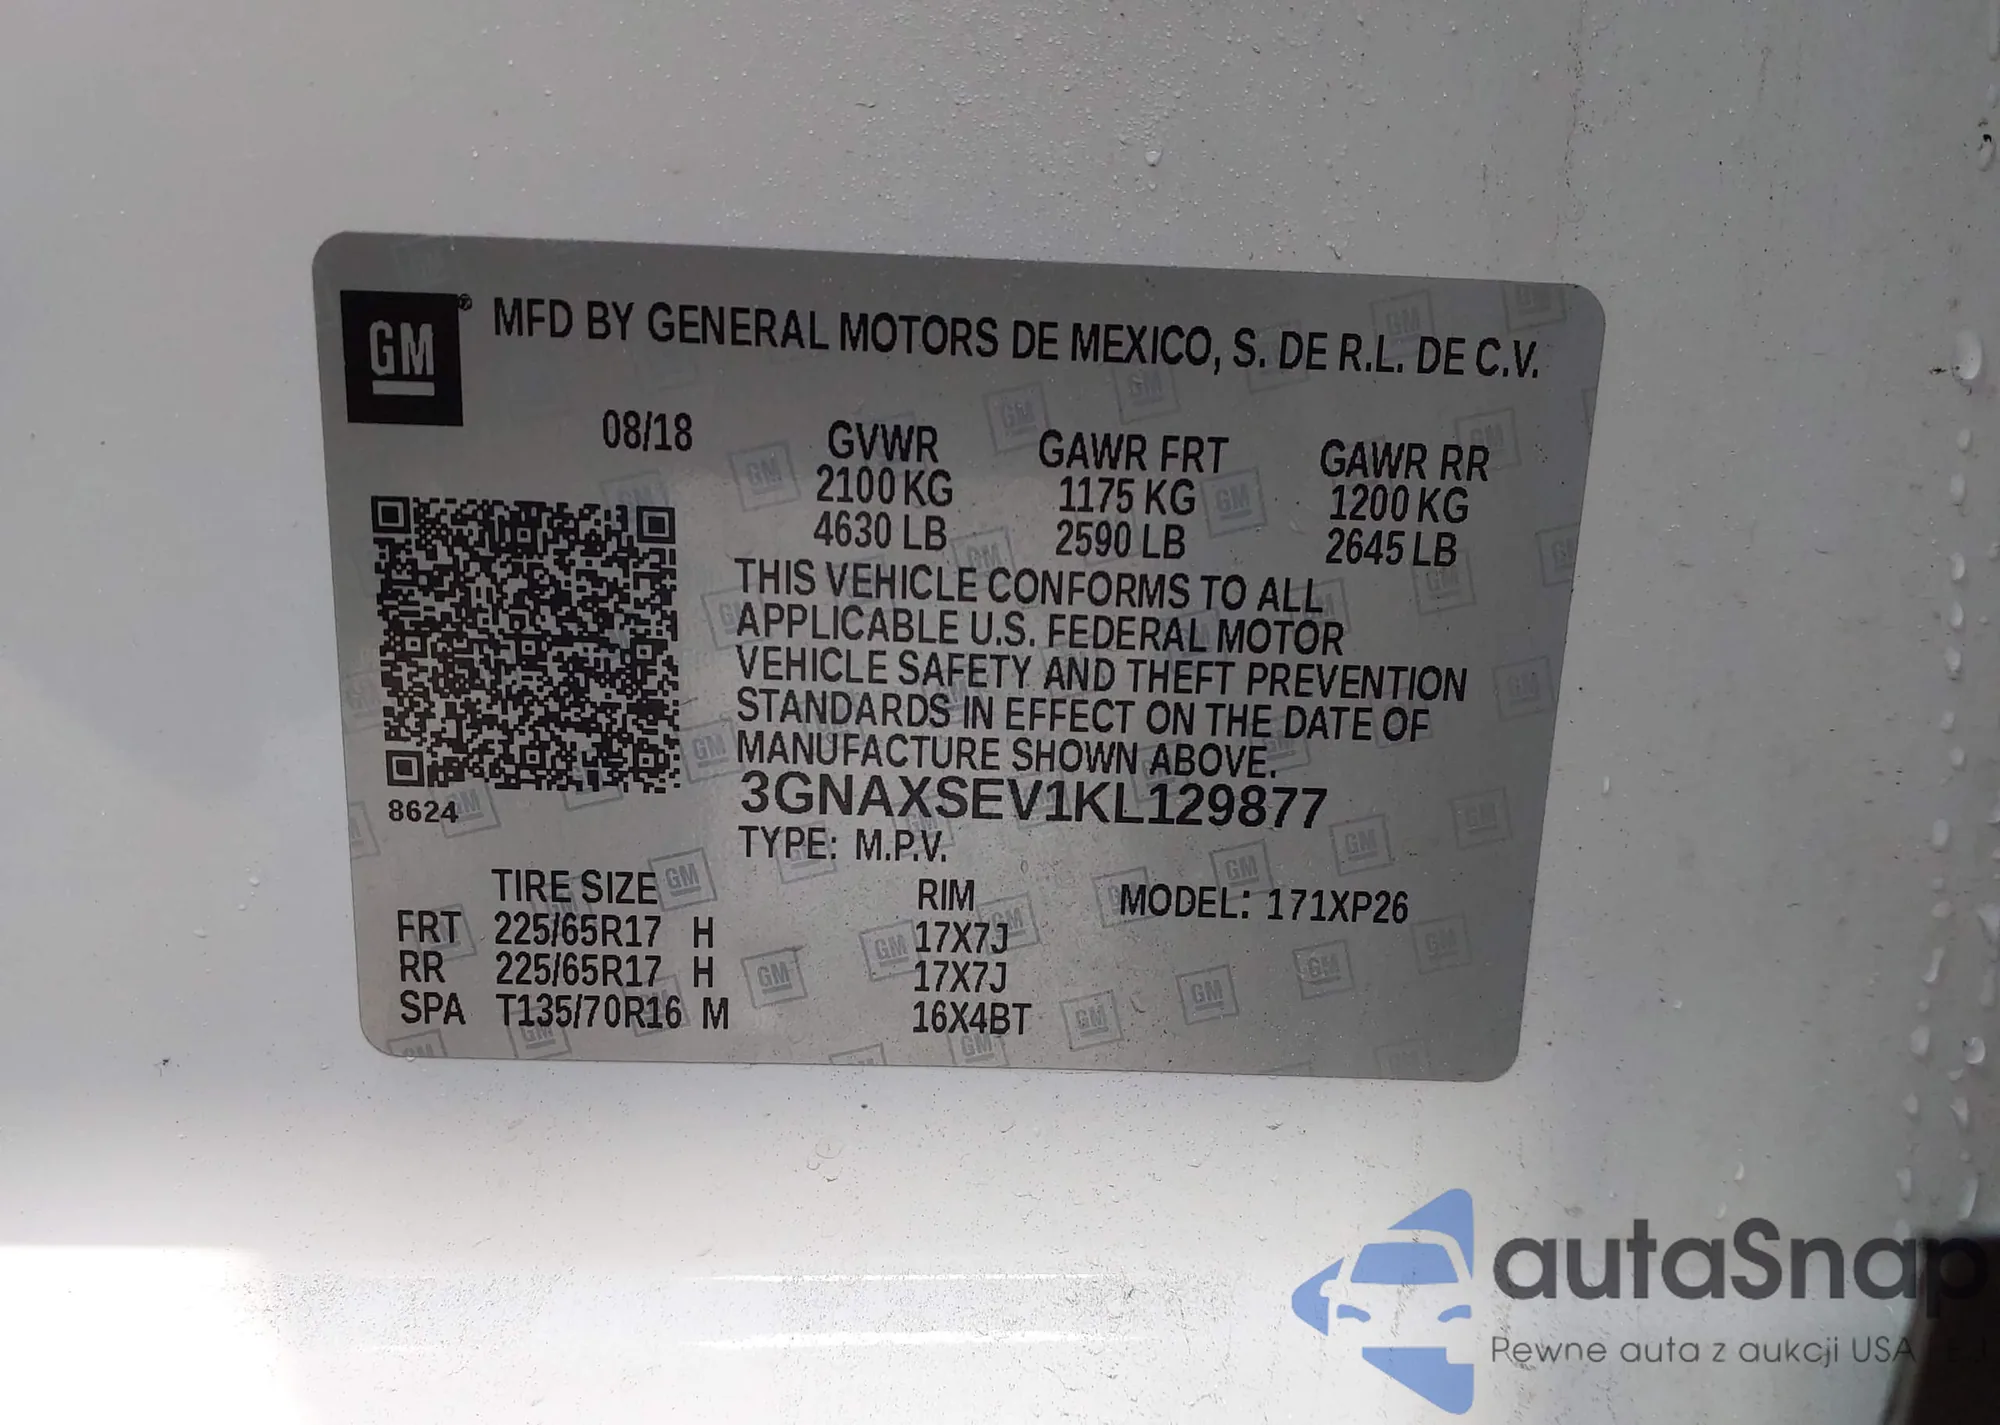 GM® MFD BY GENERAL MOTORS DE MEXICO, S. DE R.L. DE C.V.
08/18 GVWR GAWR FRT GAWR RR
2100 KG 1175 KG 1200 KG
4630 LB 2590 LB 2645 LB
THIS VEHICLE CONFORMS TO ALL
APPLICABLE U.S. FEDERAL MOTOR
VEHICLE SAFETY AND THEFT PREVENTION
STANDARDS IN EFFECT ON THE DATE OF
MANUFACTURE SHOWN ABOVE.
3GNAXSEV1KL129877
8624
TYPE: M.P.V.
TIRE SIZE RIM MODEL: 171XP26
FRT 225/65R17 H 17X7J
RR 225/65R17 H 17X7J
SPA T135/70R16 M 16X4BT
autaSnap
Pewne auta z aukcji USA